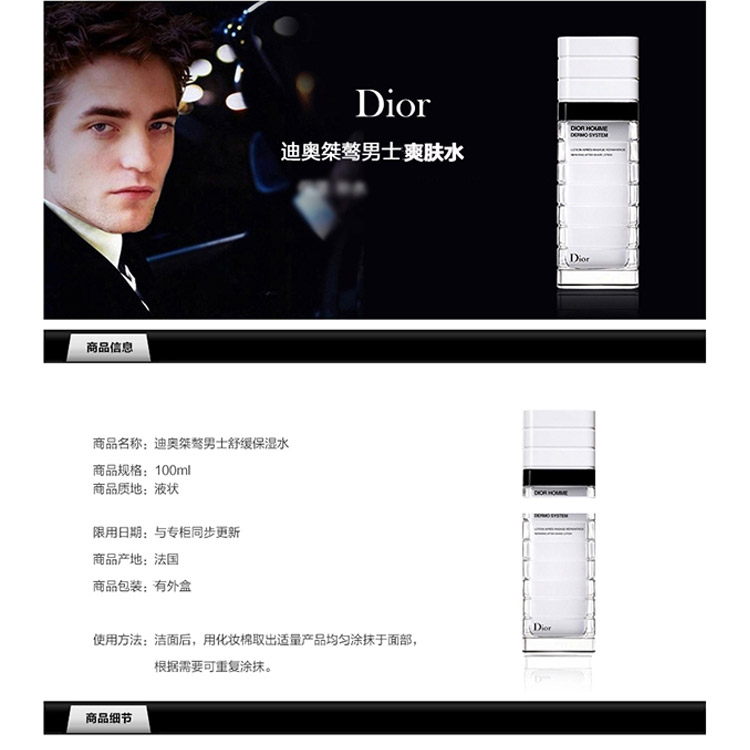 Dior
迪奥桀骜男士爽肤水
DIOR HOMME
DERMO SYSTEM
Dior
商品信息
商品名称：迪奥桀骜男士舒缓保湿水
商品规格：100ml
商品质地：液状
限用日期：与专柜同步更新
商品产地：法国
商品包装：有外盒
使用方法：洁面后，用化妆棉取出适量产品均匀涂抹于面部，
根据需要可重复涂抹。
DIOR HOMME
DERMO SYSTEM
Dior
商品细节